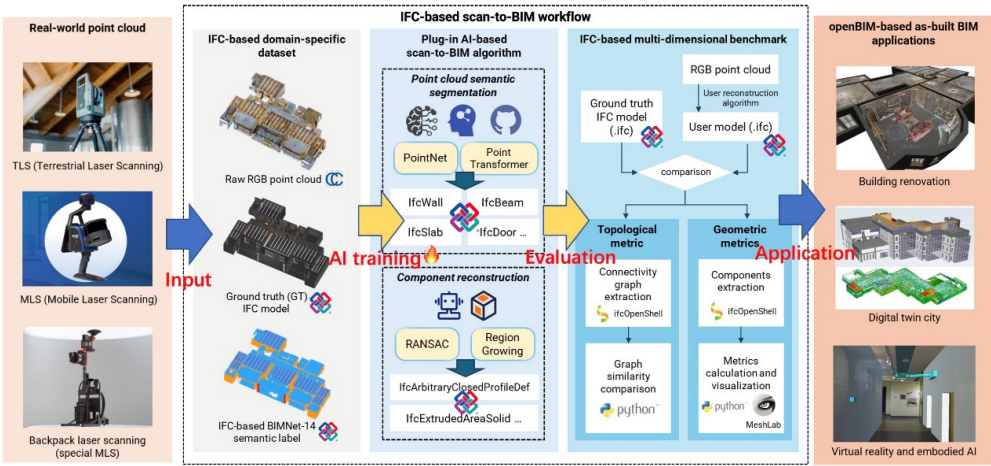 IFC-based scan-to-BIM workflow
Real-world point cloud
TLS (Terrestrial Laser Scanning)
MLS (Mobile Laser Scanning)
Backpack laser scanning
(special MLS)
Input
IFC-based domain-specific
dataset
Raw RGB point cloud
Ground truth (GT)
IFC model
IFC-based BIMNet-14
semantic label
AI training
Plug-in AI-based
scan-to-BIM algorithm
Point cloud semantic
segmentation
PointNet
Point
Transformer
IfcWall
IfcBeam
IfcSlab
IfcDoor ...
Component reconstruction
RANSAC
Region
Growing
IfcArbitraryClosedProfileDef
IfcExtrudedAreaSolid ...
Evaluation
IFC-based multi-dimensional benchmark
RGB point cloud
User reconstruction
algorithm
Ground truth
IFC model
(.ifc)
User model (.ifc)
comparison
Topological
metric
Connectivity
graph
extraction
ifcOpenShell
Graph
similarity
comparison
python™
Geometric
metrics
Components
extraction
ifcOpenShell
Metrics
calculation and
visualization
python™
MeshLab
Application
openBIM-based as-built BIM
applications
Building renovation
Digital twin city
Virtual reality and embodied AI